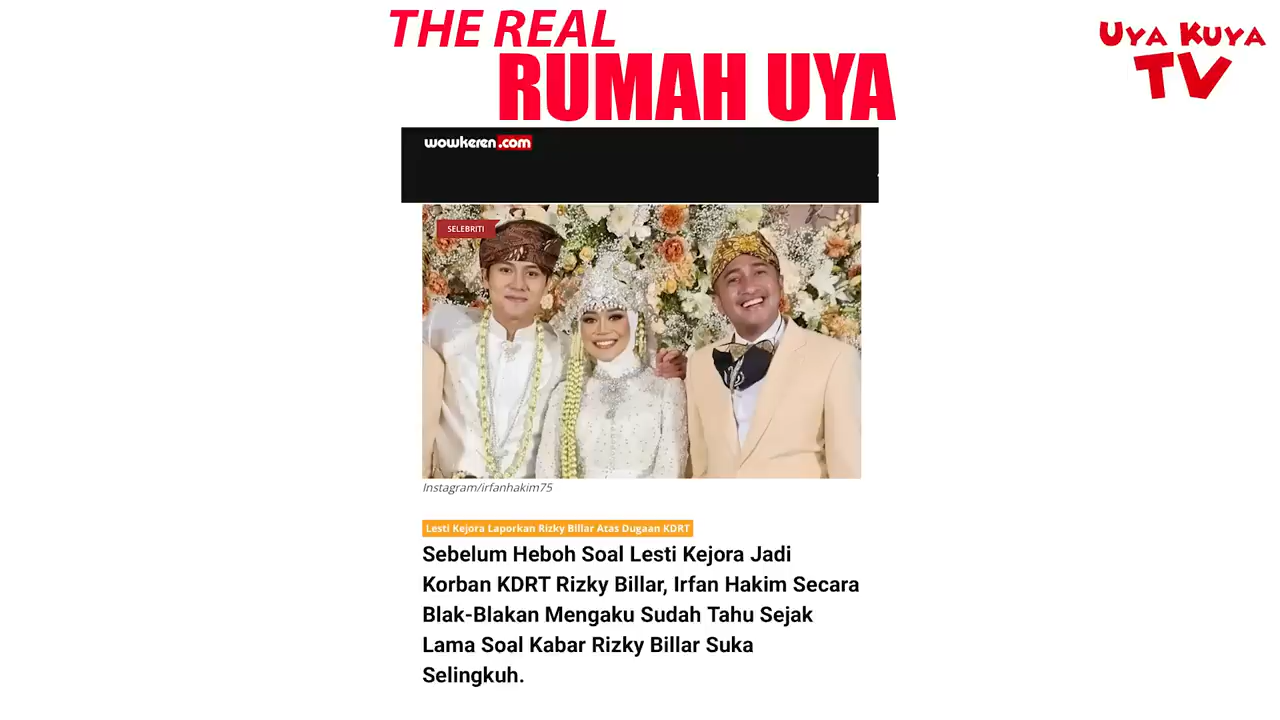 THE REAL
RUMAH UYA
UYA KUYA
TV
wowkeren.com
SELEBRITI
Instagram/irfanhakim75
Lesti Kejora Laporkan Rizky Billar Atas Dugaan KDRT
Sebelum Heboh Soal Lesti Kejora Jadi
Korban KDRT Rizky Billar, Irfan Hakim Secara
Blak-Blakan Mengaku Sudah Tahu Sejak
Lama Soal Kabar Rizky Billar Suka
Selingkuh.